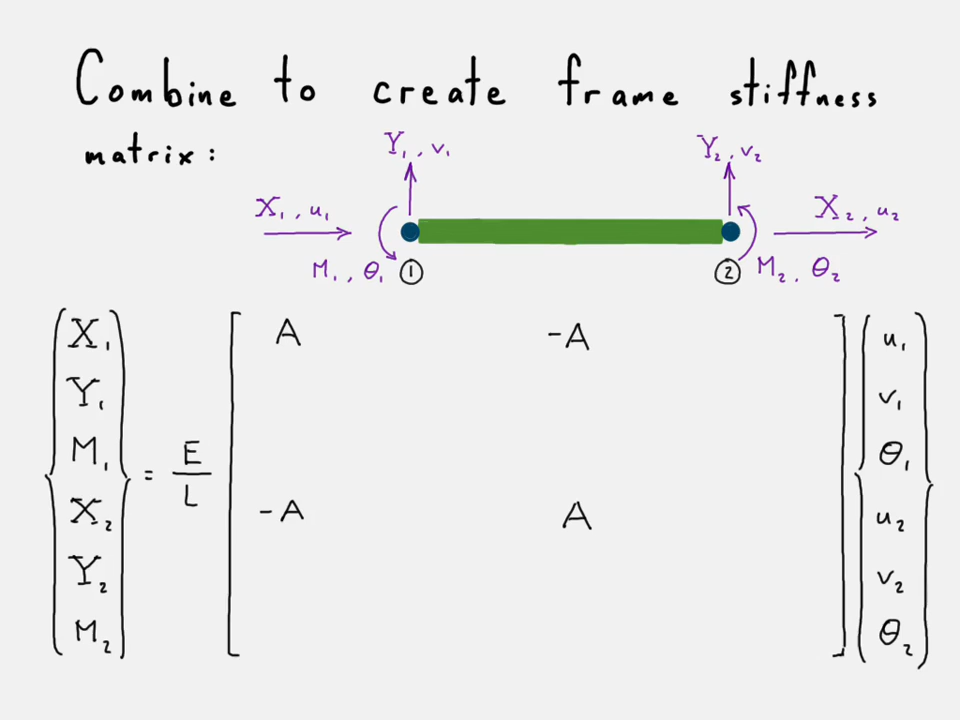 Combine to create frame stiffness
matrix:
Y₁, v₁
Y₂, v₂
X₁, u₁
X₂, u₂
M₁, θ₁
①
②
M₂, θ₂
X₁
A
-A
u₁
Y₁
v₁
M₁
θ₁
= E/L
X₂
-A
A
u₂
Y₂
v₂
M₂
θ₂